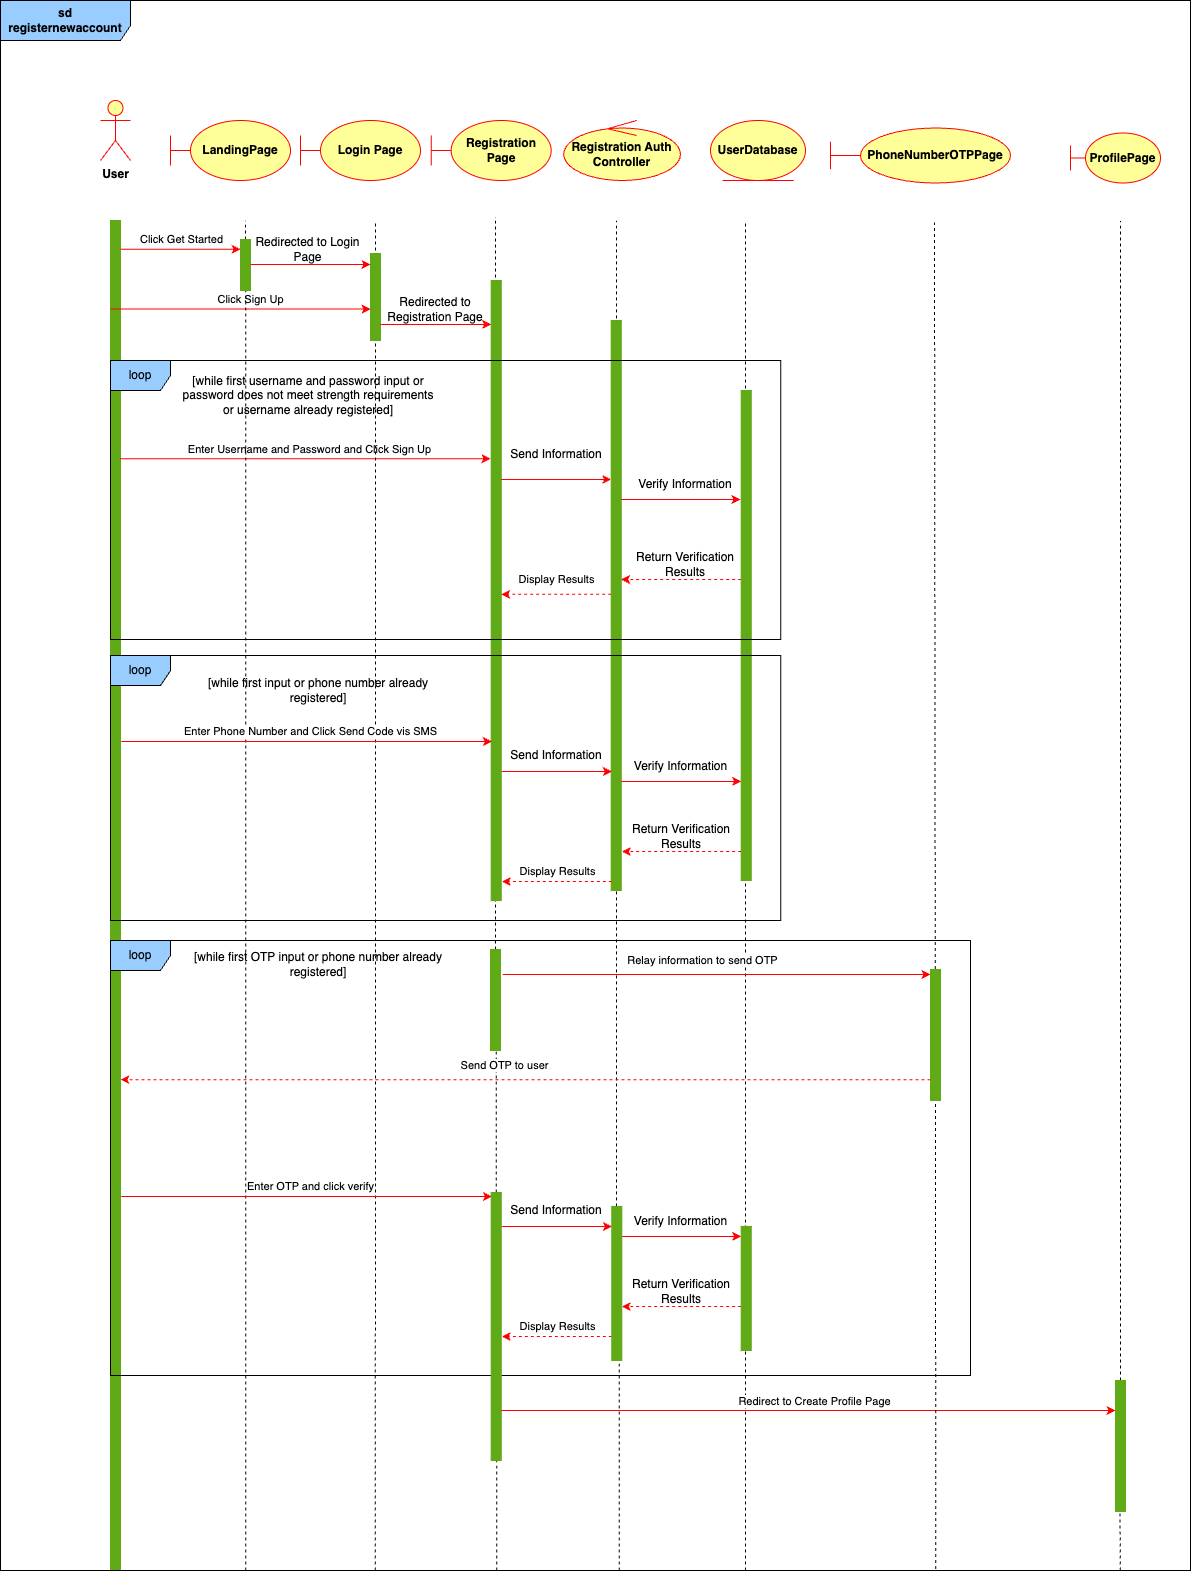 sd
registernewaccount
User
LandingPage
Login Page
Registration
Page
Registration Auth
Controller
UserDatabase
PhoneNumberOTPPage
ProfilePage
Click Get Started
Redirected to Login
Page
Click Sign Up
Redirected to
Registration Page
loop
[while first username and password input or
password does not meet strength requirements
or username already registered]
Enter Username and Password and Click Sign Up
Send Information
Verify Information
Return Verification
Results
Display Results
loop
[while first input or phone number already
registered]
Enter Phone Number and Click Send Code vis SMS
Send Information
Verify Information
Return Verification
Results
Display Results
loop
[while first OTP input or phone number already
registered]
Relay information to send OTP
Send OTP to user
Enter OTP and click verify
Send Information
Verify Information
Return Verification
Results
Display Results
Redirect to Create Profile Page